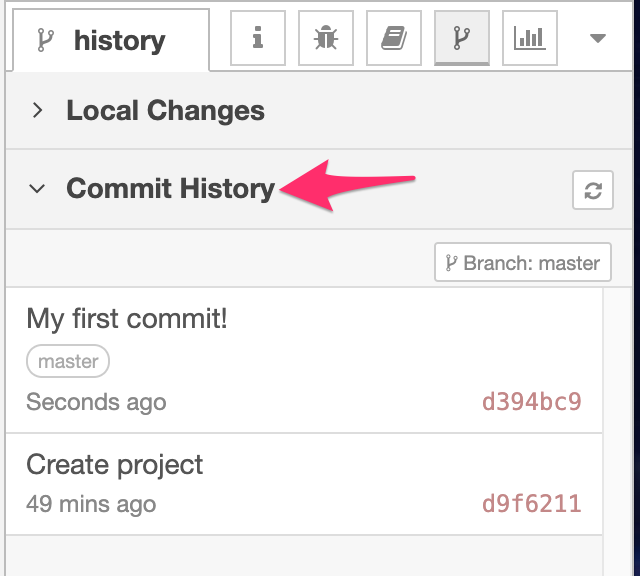 history
Local Changes
Commit History
Branch: master
My first commit!
master
Seconds ago d394bc9
Create project
49 mins ago d9f6211